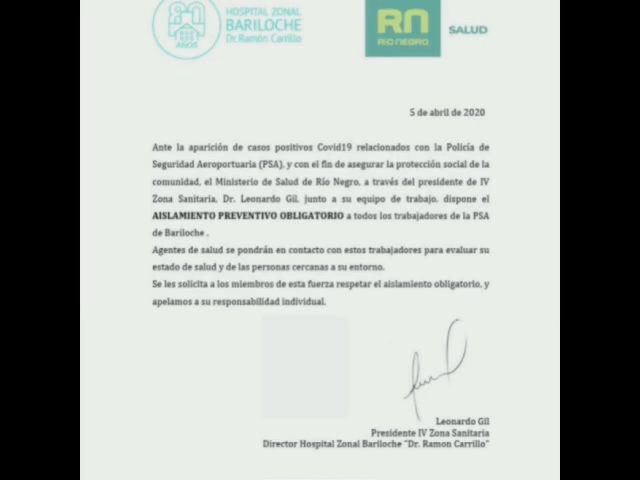 80
AÑOS
HOSPITAL ZONAL
BARILOCHE
Dr. Ramón Carrillo
RN
RIO NEGRO
SALUD
5 de abril de 2020
Ante la aparición de casos positivos Covid19 relacionados con la Policía de
Seguridad Aeroportuaria (PSA), y con el fin de asegurar la protección social de la
comunidad, el Ministerio de Salud de Río Negro, a través del presidente de IV
Zona Sanitaria, Dr. Leonardo Gil, junto a su equipo de trabajo, dispone el
AISLAMIENTO PREVENTIVO OBLIGATORIO a todos los trabajadores de la PSA
de Bariloche .
Agentes de salud se pondrán en contacto con estos trabajadores para evaluar su
estado de salud y de las personas cercanas a su entorno.
Se les solicita a los miembros de esta fuerza respetar el aislamiento obligatorio, y
apelamos a su responsabilidad individual.
Leonardo Gil
Presidente IV Zona Sanitaria
Director Hospital Zonal Bariloche "Dr. Ramon Carrillo"